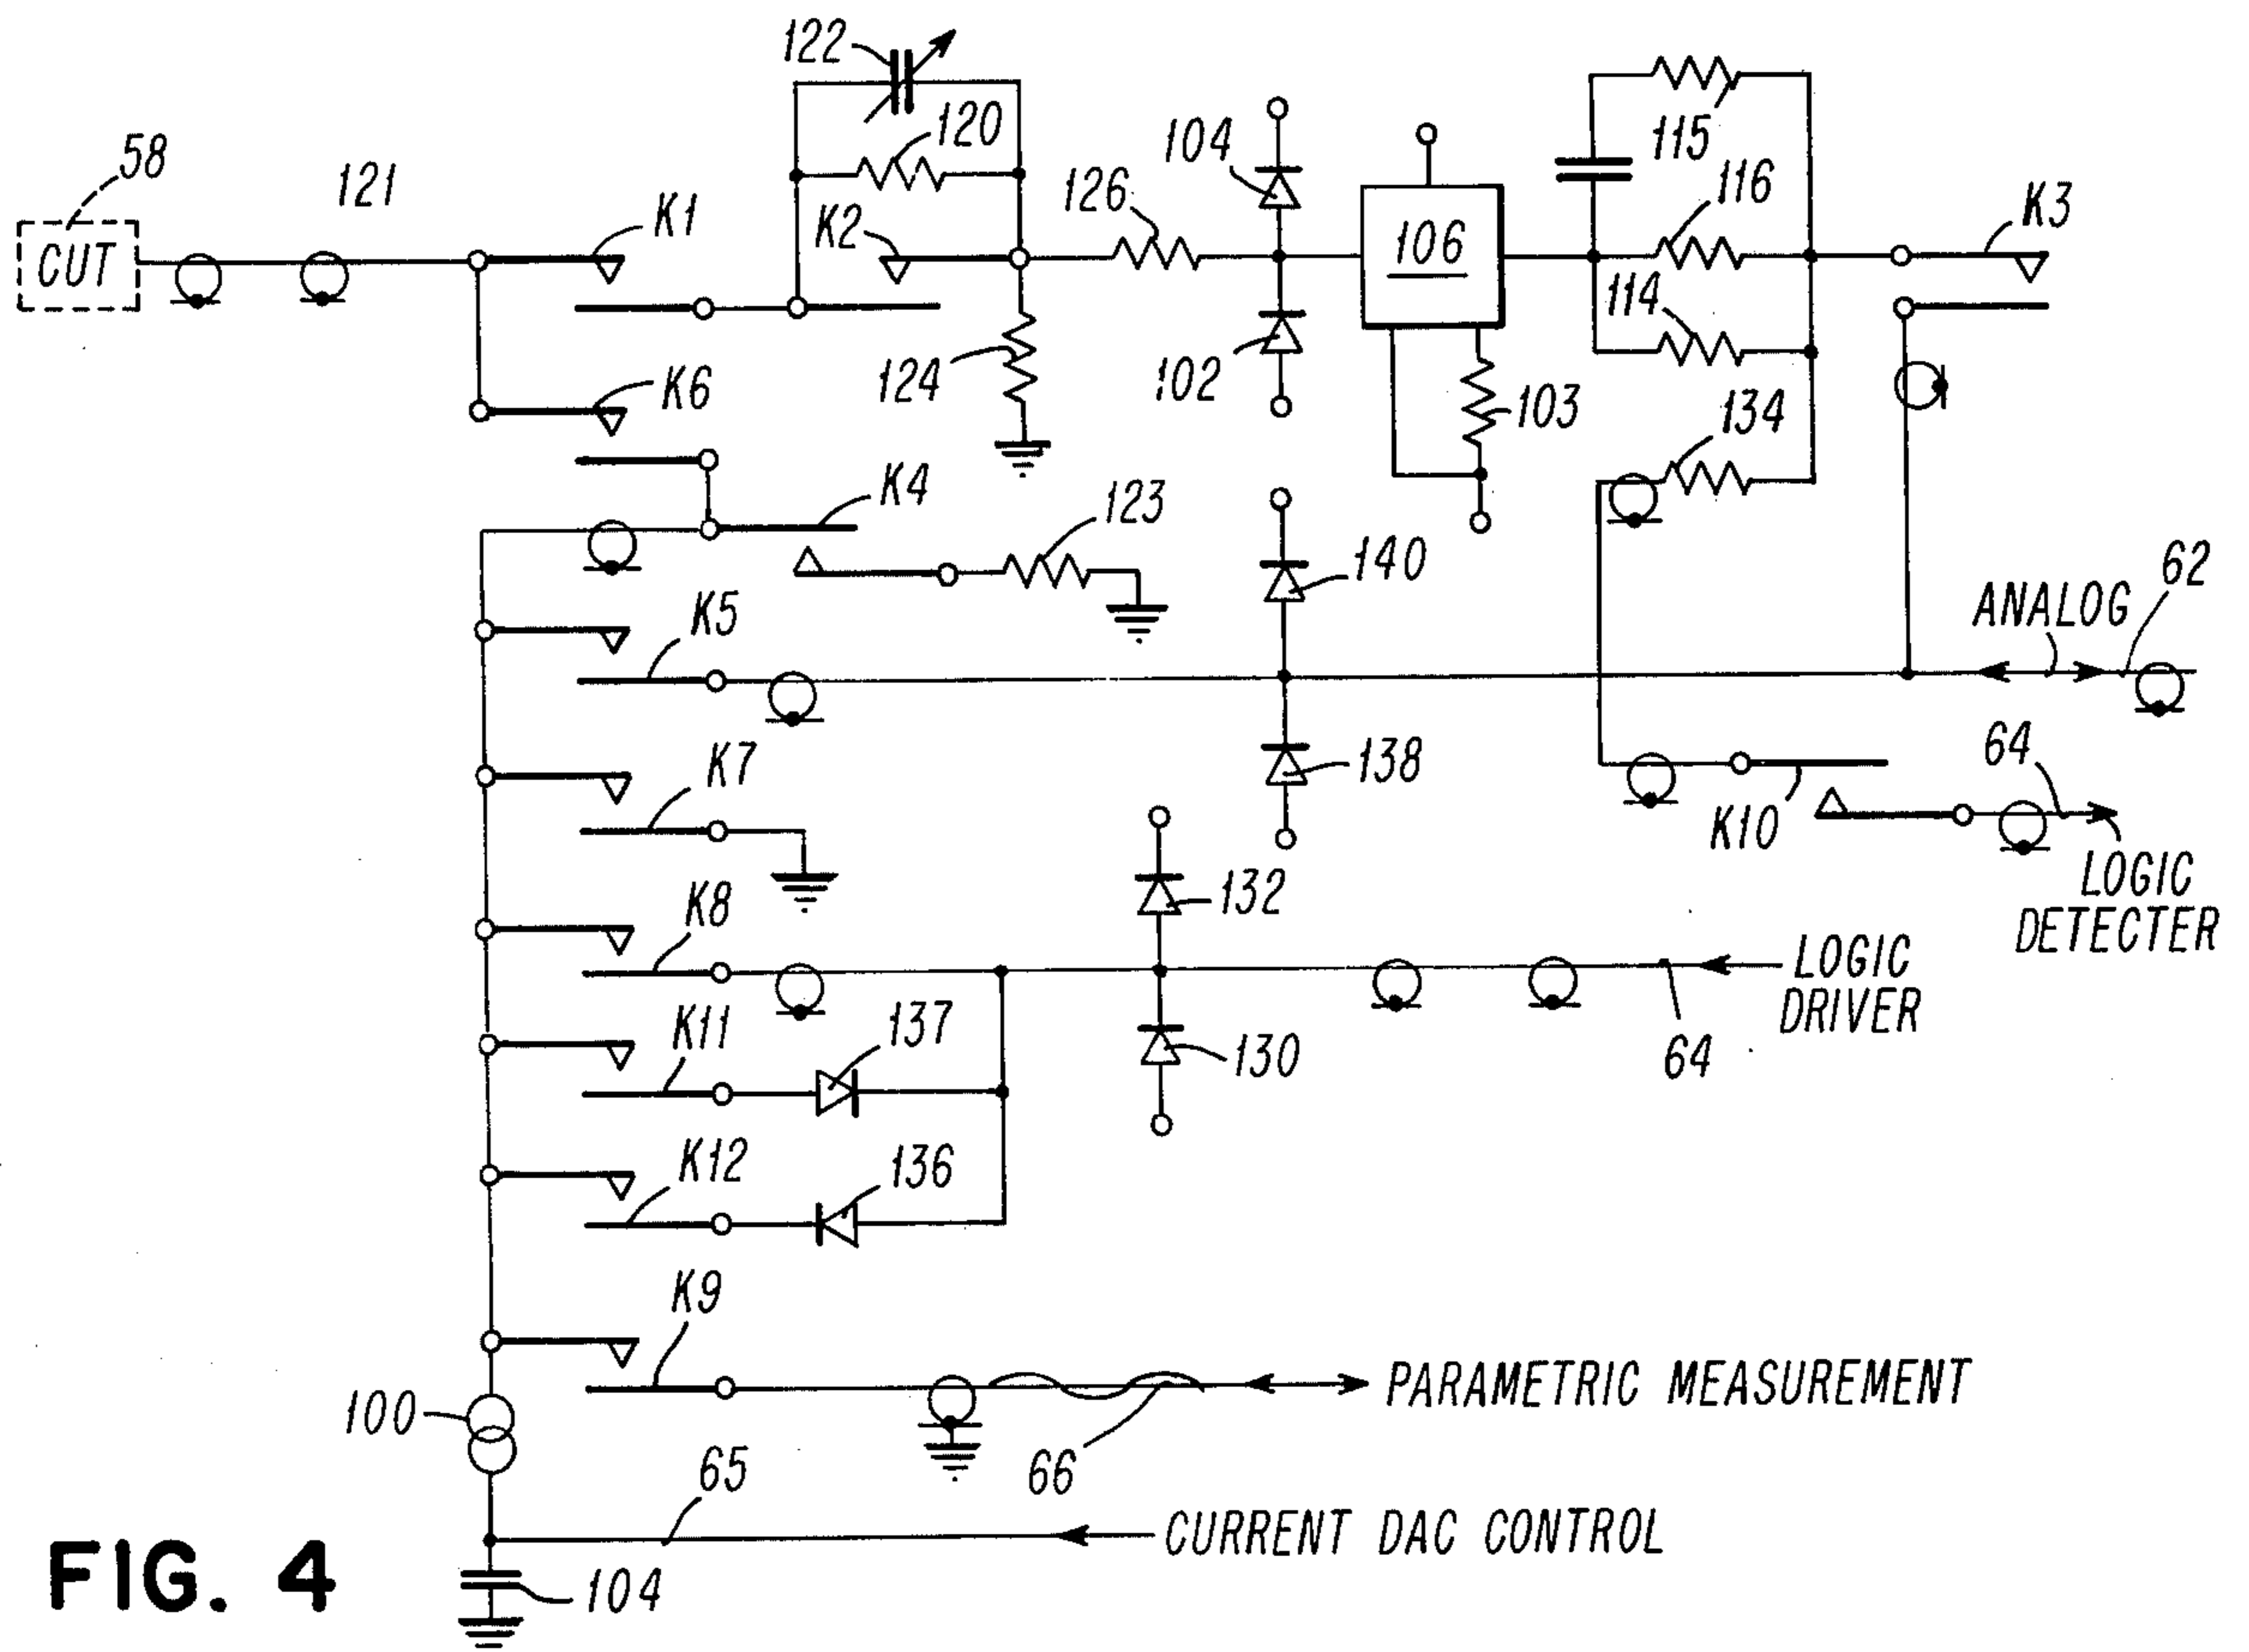 122
120
58
121
CUT
K1
K2
126
104
106
115
116
K3
114
124
102
103
K6
134
K4
123
140
ANALOG
62
K5
K7
138
64
K10
K8
132
LOGIC
DETECTER
LOGIC
DRIVER
K11
137
130
64
K12
136
K9
PARAMETRIC MEASUREMENT
100
65
66
CURRENT DAC CONTROL
FIG. 4
104